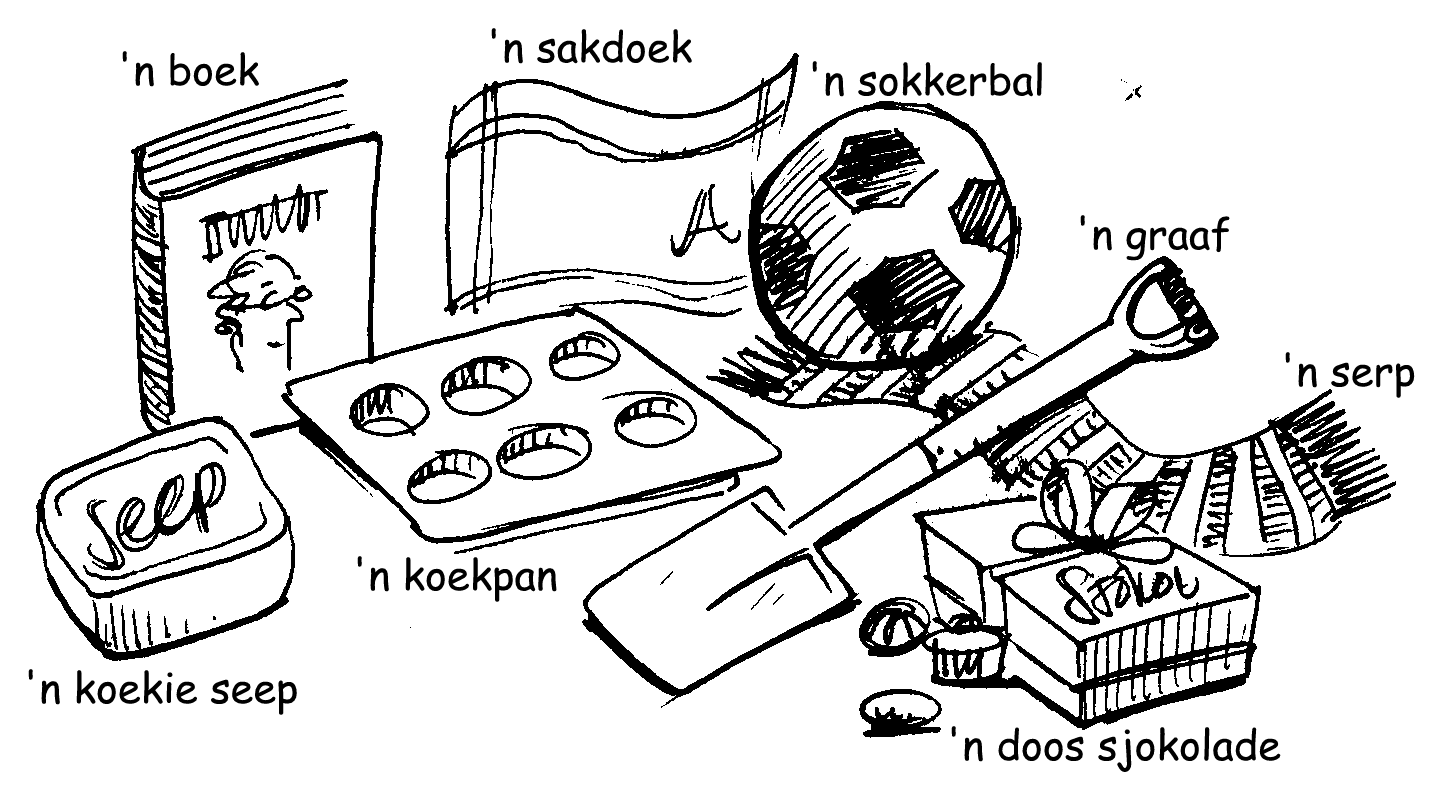 'n boek
'n sakdoek
'n sokkerbal
A
'n graaf
'n serp
seep
'n koekpan
Sjokol
'n koekie seep
'n doos sjokolade